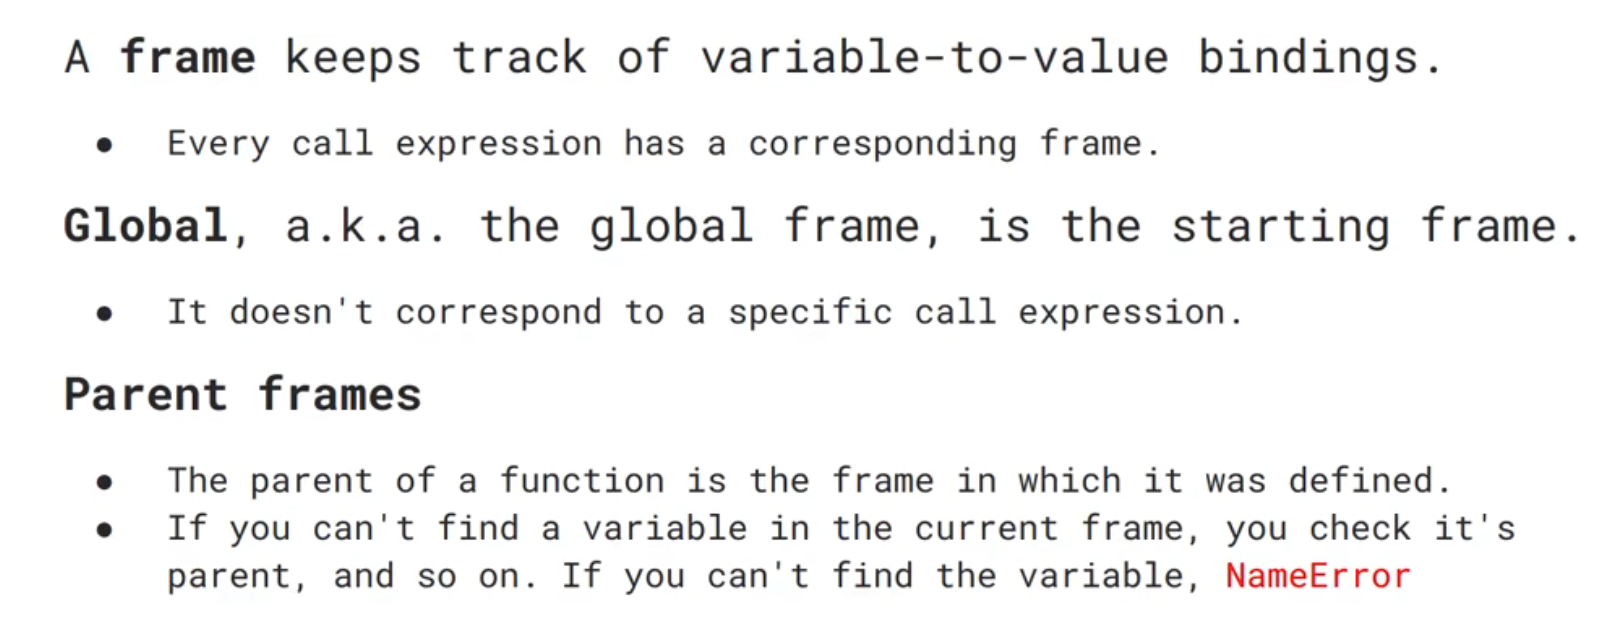 A frame keeps track of variable-to-value bindings.
● Every call expression has a corresponding frame.
Global, a.k.a. the global frame, is the starting frame.
● It doesn't correspond to a specific call expression.
Parent frames
● The parent of a function is the frame in which it was defined.
● If you can't find a variable in the current frame, you check it's
parent, and so on. If you can't find the variable, NameError